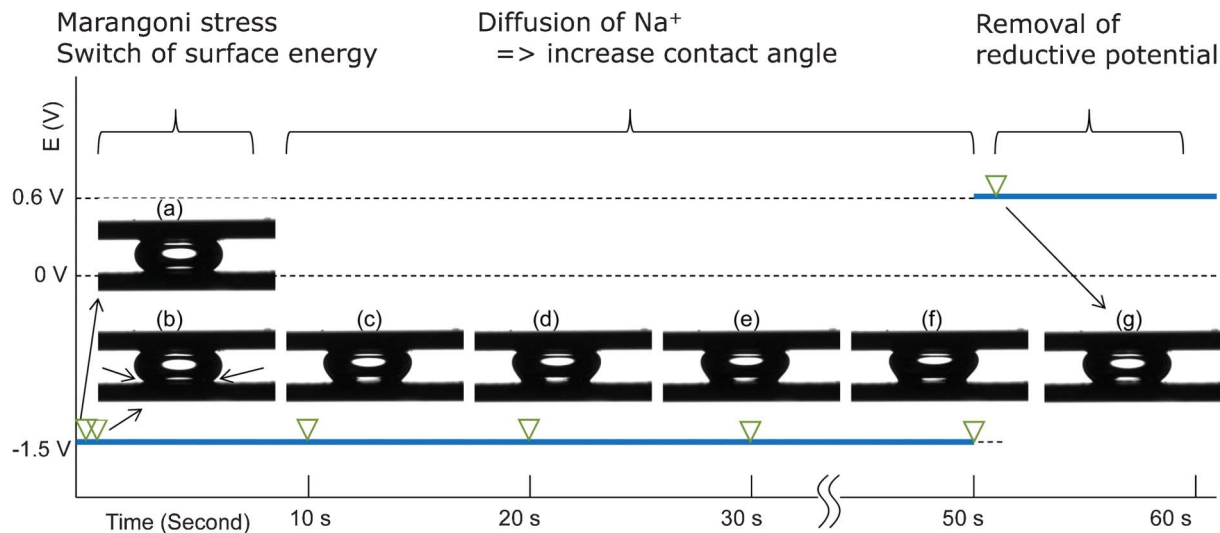 Marangoni stress
Switch of surface energy
Diffusion of Na⁺
=> increase contact angle
Removal of
reductive potential
E (V)
0.6 V
0 V
-1.5 V
(a)
(b)
(c)
(d)
(e)
(f)
(g)
Time (Second)
10 s
20 s
30 s
50 s
60 s